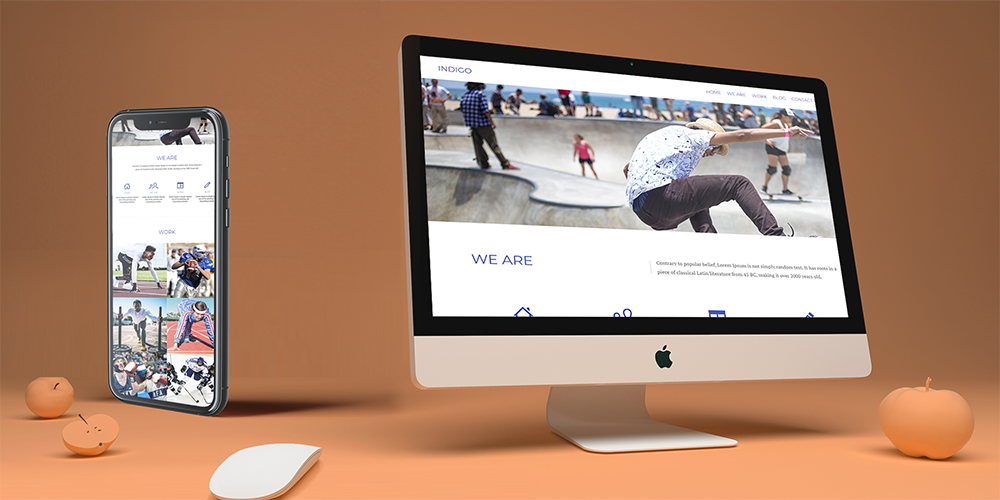 WE ARE
WORK
INDIGO
HOME WE ARE WORK BLOG CONTACT
WE ARE
Contrary to popular belief, Lorem Ipsum is not simply random text. It has roots in a
piece of classical Latin literature from 45 BC, making it over 2000 years old.